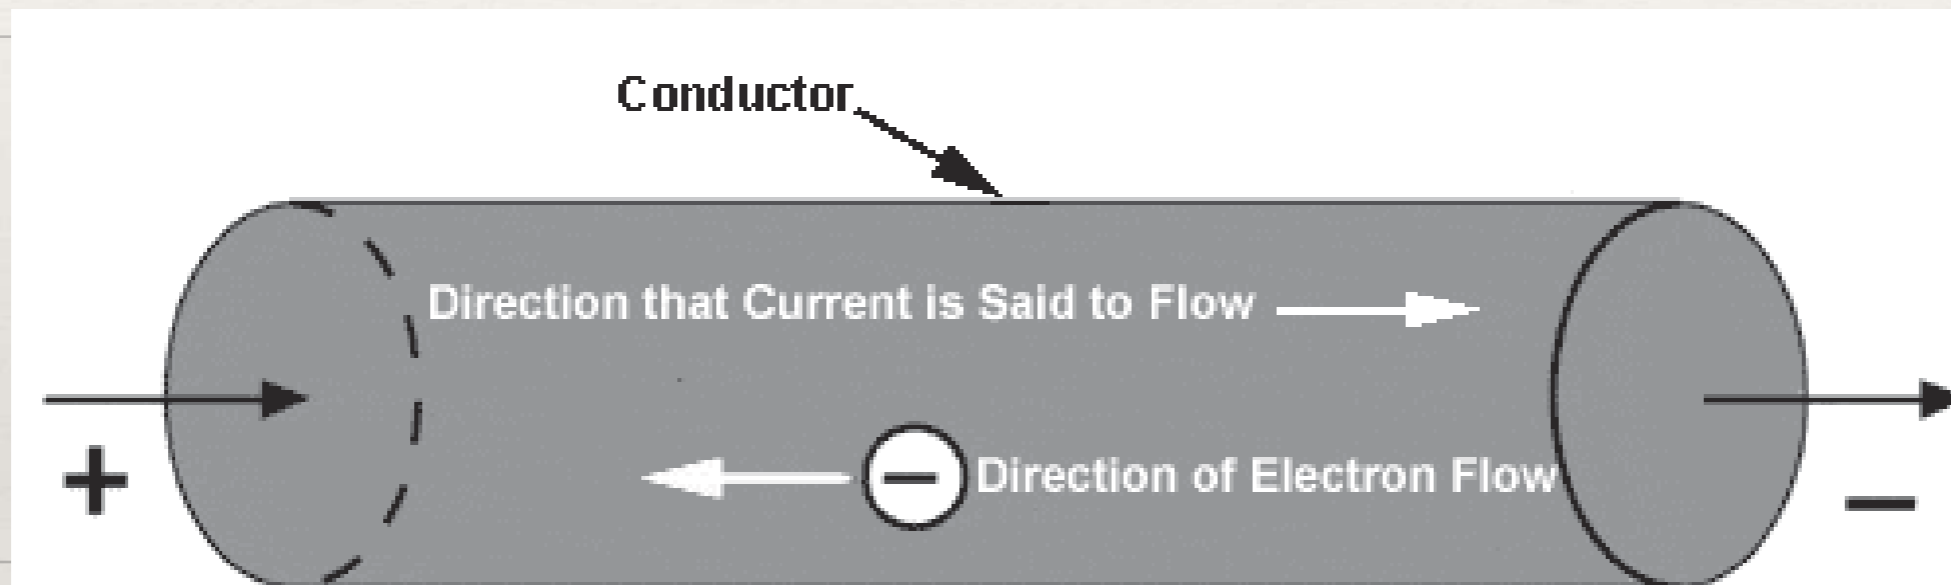 Conductor
Direction that Current is Said to Flow
+
− Direction of Electron Flow
−